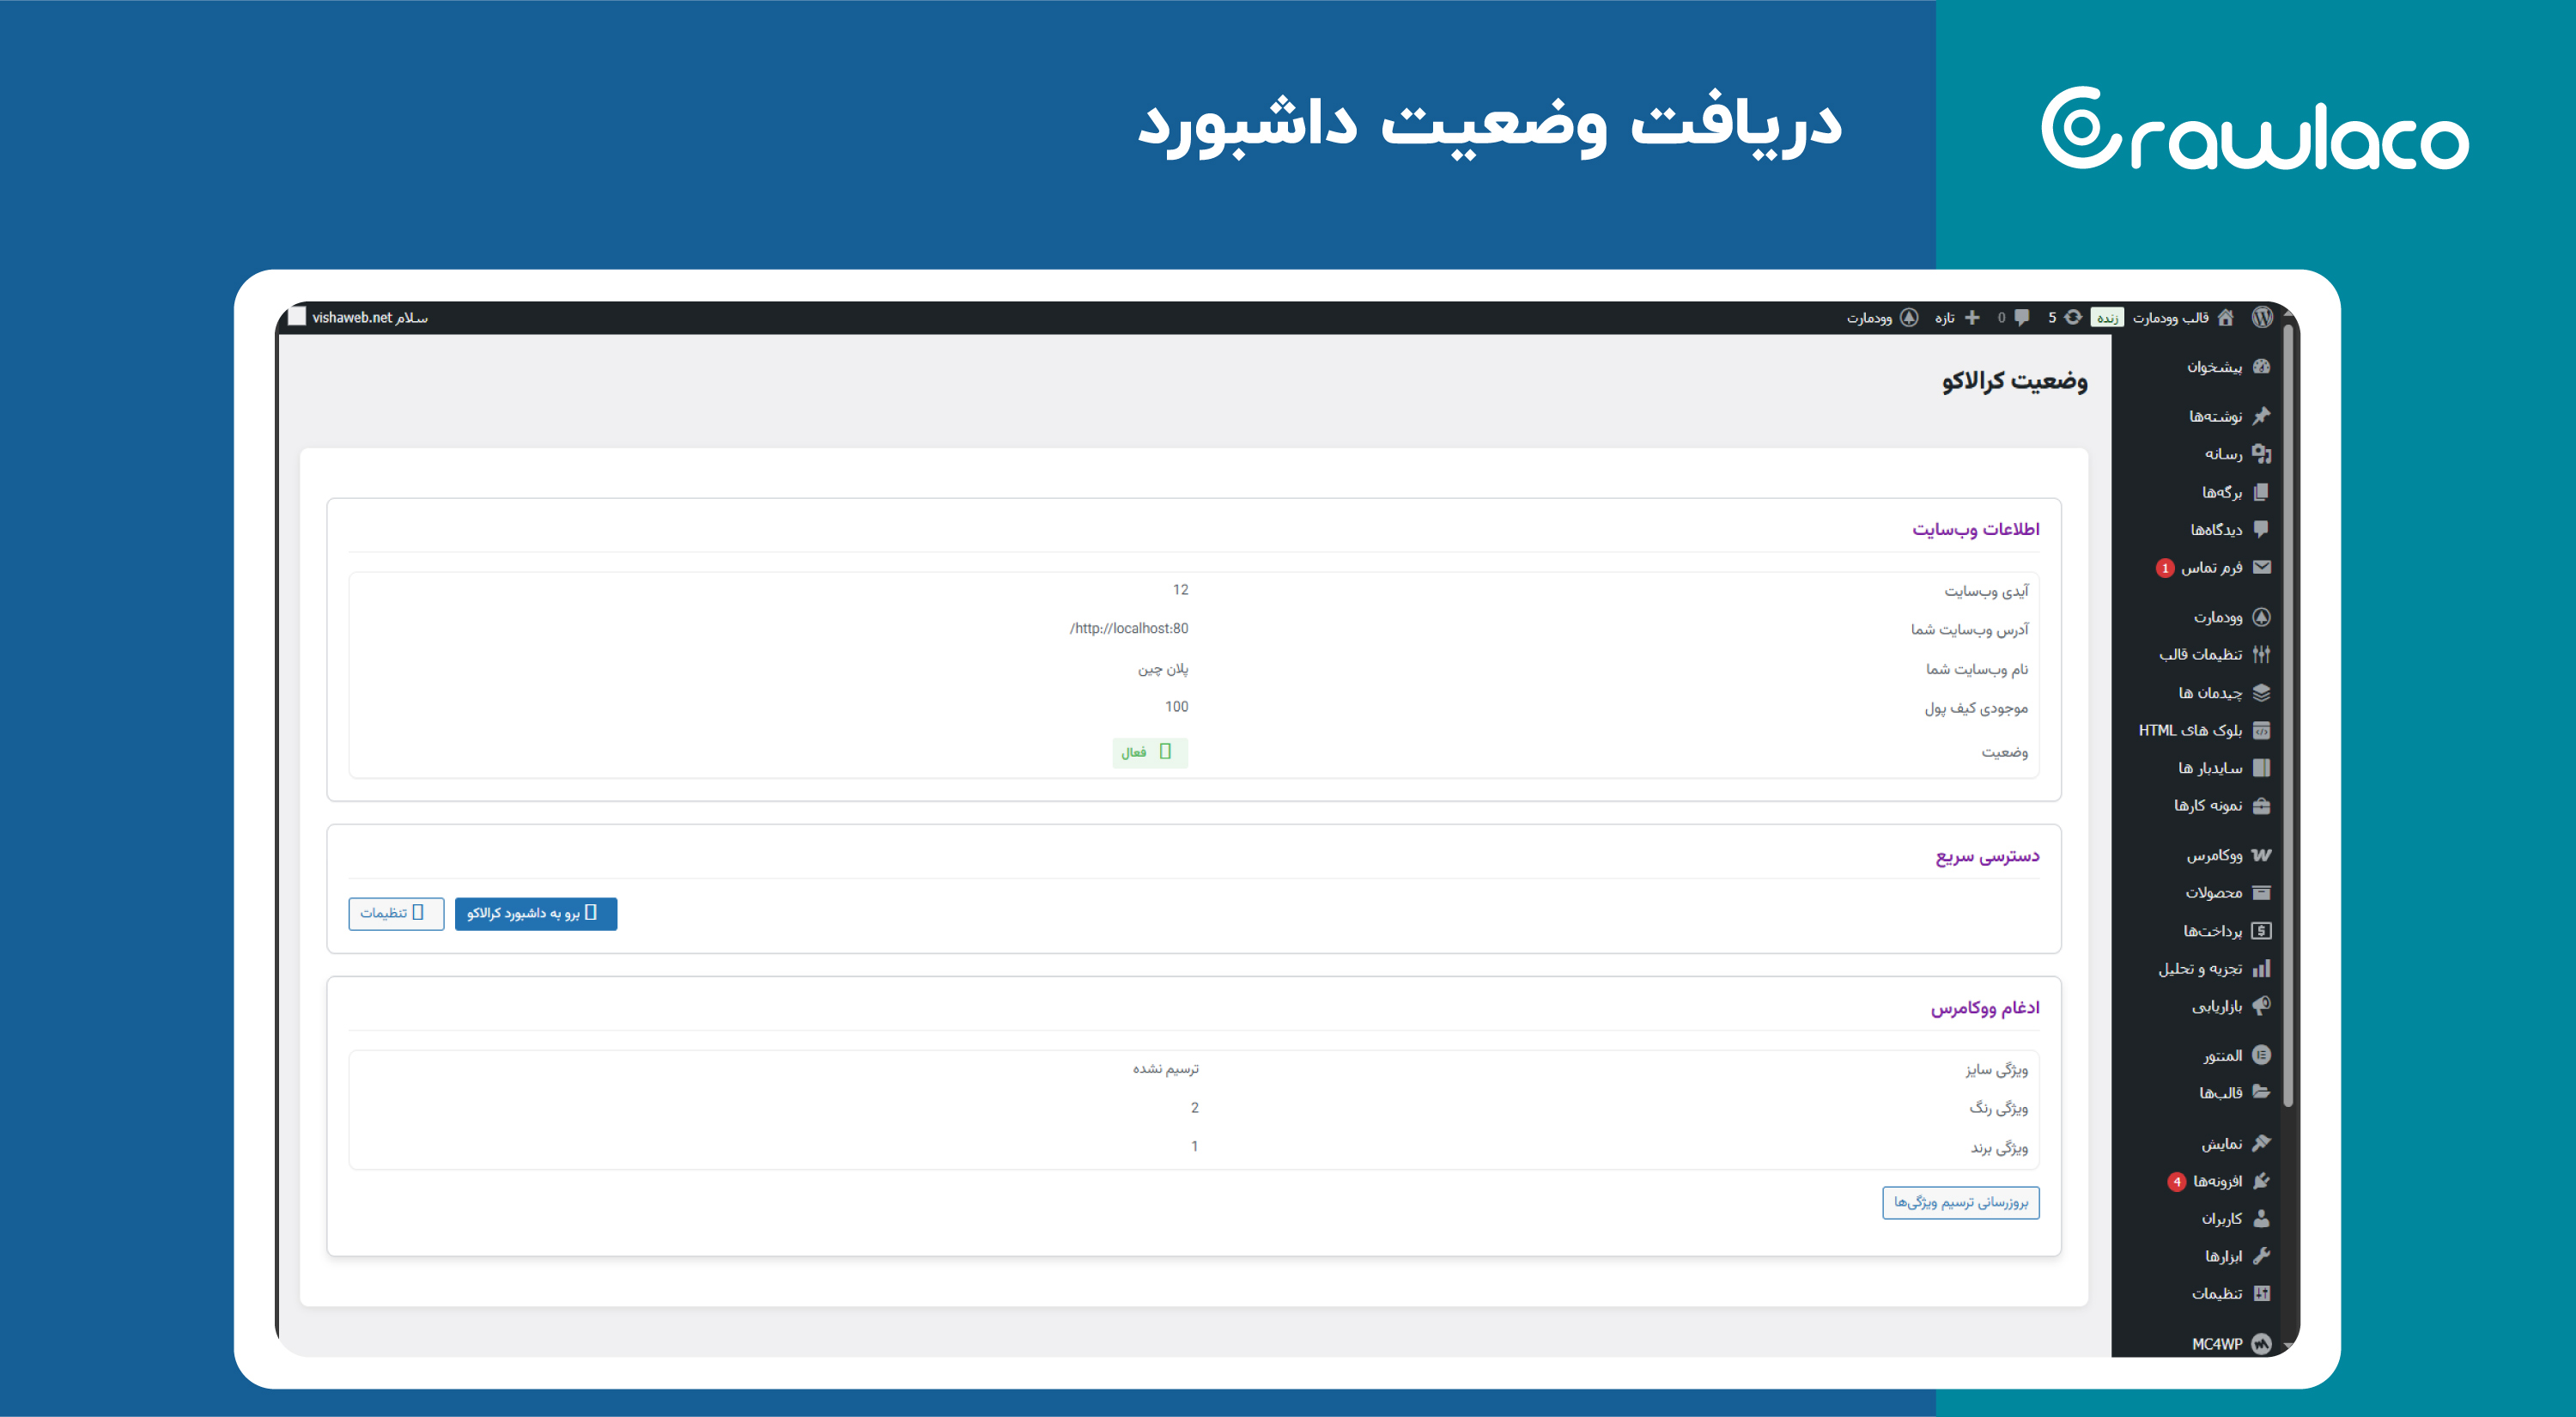 دریافت وضعیت داشبورد
Crawlaco
قالب وودمارت زنده 5 0 تازه وودمارت
سلام vishaweb.net
پیشخوان
نوشته‌ها
رسانه
برگه‌ها
دیدگاه‌ها
فرم تماس 1
وودمارت
تنظیمات قالب
چیدمان ها
بلوک های HTML
سایدبار ها
نمونه کارها
ووکامرس
محصولات
پرداخت‌ها
تجزیه و تحلیل
بازاریابی
المنتور
قالب‌ها
نمایش
افزونه‌ها 4
کاربران
ابزارها
تنظیمات
MC4WP
وضعیت کرالاکو
اطلاعات وب‌سایت
آیدی وب‌سایت 12
آدرس وب‌سایت شما /http://localhost:80
نام وب‌سایت شما پلان چین
موجودی کیف پول 100
وضعیت فعال
دسترسی سریع
برو به داشبورد کرالاکو تنظیمات
ادغام ووکامرس
ویژگی سایز ترسیم نشده
ویژگی رنگ 2
ویژگی برند 1
بروزرسانی ترسیم ویژگی‌ها